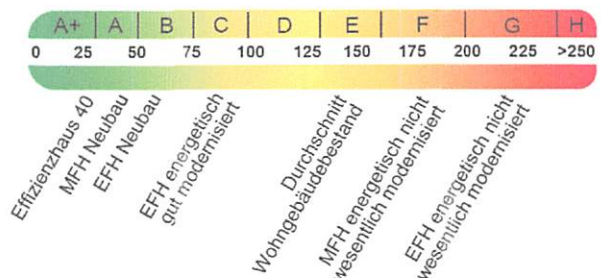 A+ A B C D E F G H
0 25 50 75 100 125 150 175 200 225 >250
Effizienzhaus 40
MFH Neubau
EFH Neubau
EFH energetisch
gut modernisiert
Durchschnitt
Wohngebäudebestand
MFH energetisch nicht
wesentlich modernisiert
EFH energetisch nicht
wesentlich modernisiert